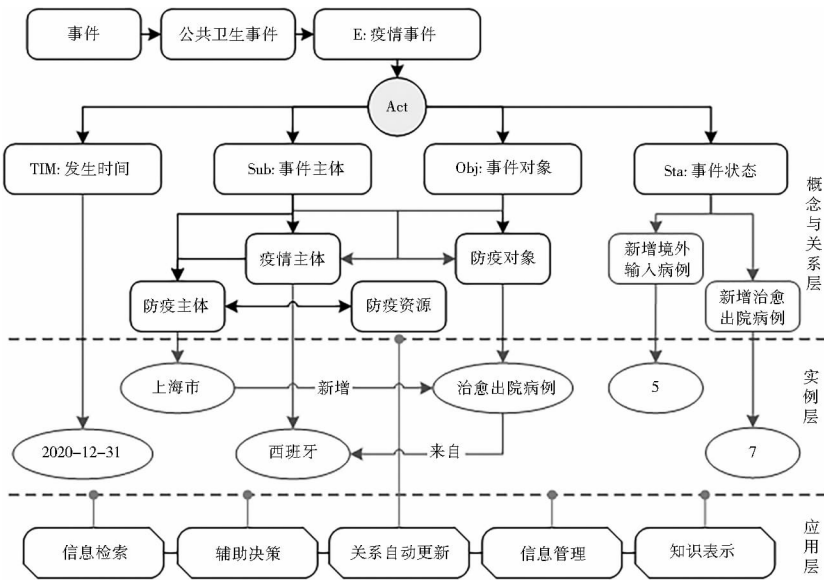 事件
公共卫生事件
E: 疫情事件
Act
TIM: 发生时间
Sub: 事件主体
Obj: 事件对象
Sta: 事件状态
概念与关系层
疫情主体
防疫对象
新增境外
输入病例
防疫主体
防疫资源
新增治愈
出院病例
上海市
新增
治愈出院病例
5
实例层
2020-12-31
西班牙
来自
7
信息检索
辅助决策
关系自动更新
信息管理
知识表示
应用层